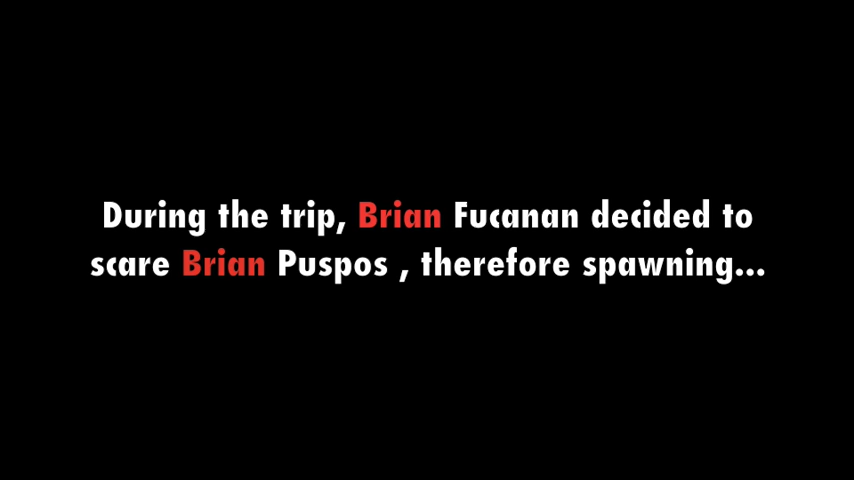 During the trip, Brian Fucanan decided to
scare Brian Puspos , therefore spawning...